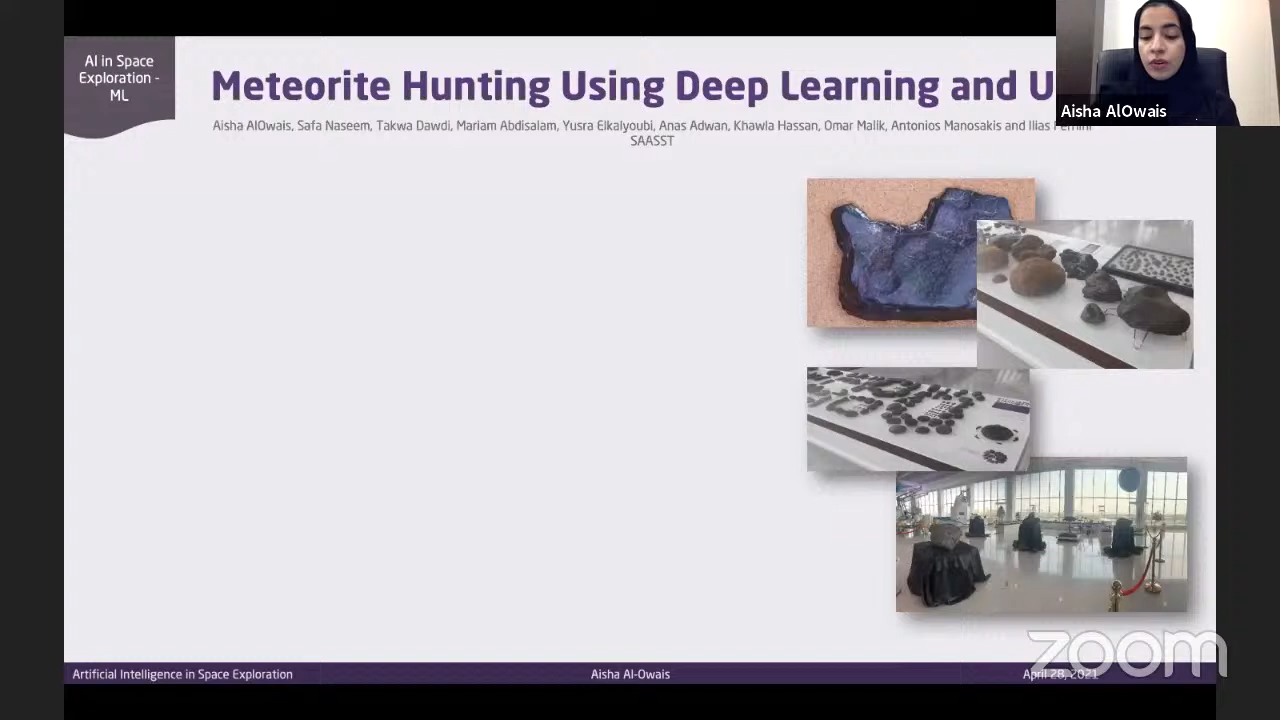 AI in Space
Exploration -
ML
Meteorite Hunting Using Deep Learning and U
Aisha AlOwais
Aisha AlOwais, Safa Naseem, Takwa Dawdi, Mariam Abdisalam, Yusra Elkalyoubi, Anas Adwan, Khawla Hassan, Omar Malik, Antonios Manosakis and Ilias
SAASST
Artificial Intelligence in Space Exploration
Aisha Al-Owais
April 28, 2021
zoom